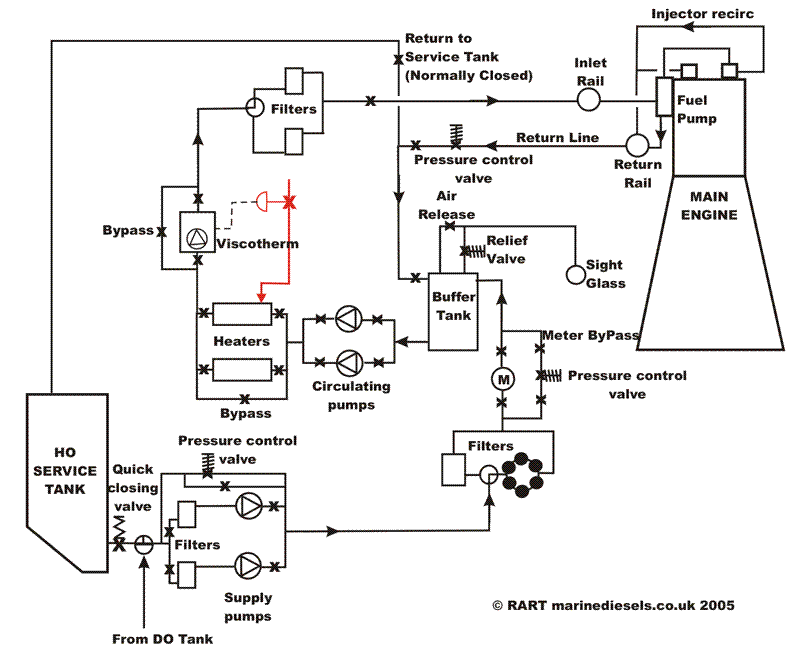 Injector recirc
Return to
Service Tank
(Normally Closed)
Inlet
Rail
Filters
Fuel
Pump
Return Line
Pressure control
valve
Return
Rail
MAIN
ENGINE
Air
Release
Bypass
Viscotherm
Relief
Valve
Sight
Glass
Buffer
Tank
Heaters
Meter ByPass
Circulating
pumps
M
Pressure control
valve
Bypass
Pressure control
valve
Filters
HO
SERVICE
TANK
Quick
closing
valve
Filters
Supply
pumps
© RART marinediesels.co.uk 2005
From DO Tank